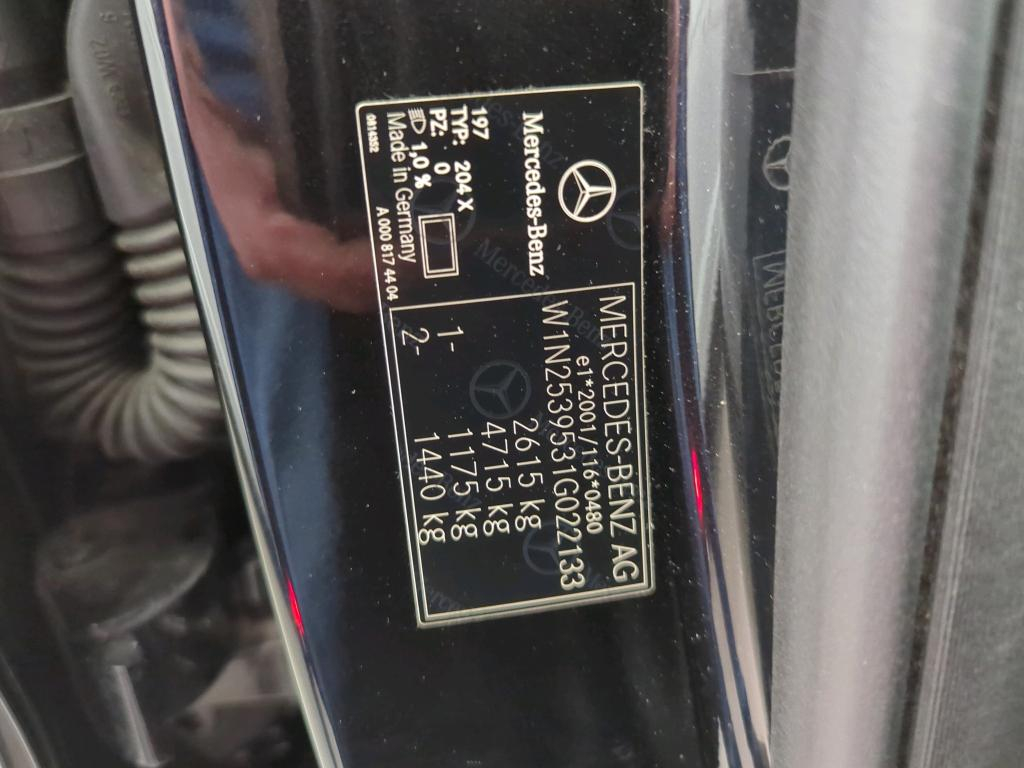 Mercedes-Benz
197
TYP: 204 X
PZ: 0
1,0 %
Made in Germany
0614352
A 000 817 44 04
MERCEDES-BENZ AG
e1*2001/116*0480
W1N2539531G022133
2615 kg
4715 kg
1- 1175 kg
2- 1440 kg